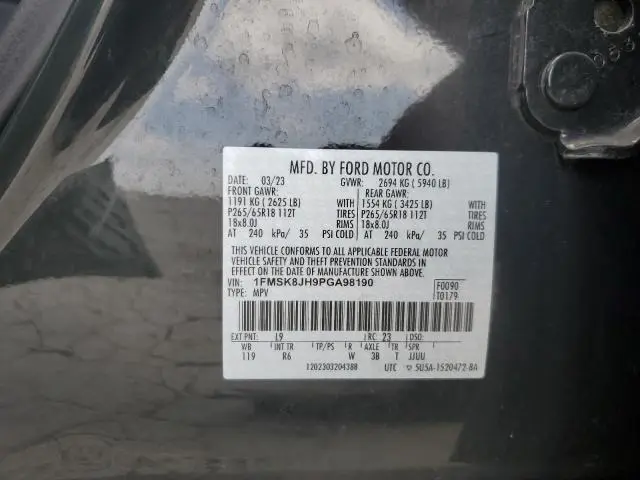 MFD. BY FORD MOTOR CO.
DATE: 03/23 GVWR: 2694 KG ( 5940 LB)
FRONT GAWR: REAR GAWR:
1191 KG ( 2625 LB) WITH 1554 KG ( 3425 LB) WITH
P265/65R18 112T TIRES P265/65R18 112T TIRES
18x8.0J RIMS 18x8.0J RIMS
AT 240 kPa/ 35 PSI COLD AT 240 kPa/ 35 PSI COLD
THIS VEHICLE CONFORMS TO ALL APPLICABLE FEDERAL MOTOR
VEHICLE SAFETY AND THEFT PREVENTION STANDARDS IN
EFFECT ON THE DATE OF MANUFACTURE SHOWN ABOVE.
VIN: 1FMSK8JH9PGA98190 F0090
TYPE: MPV T0179
EXT PNT: L9 RC: 23 DSO:
WB INT TR TP/PS R AXLE TR SPR
119 R6 W 3B T JJUU
1202303204388 UTC 5U5A-1520472-BA